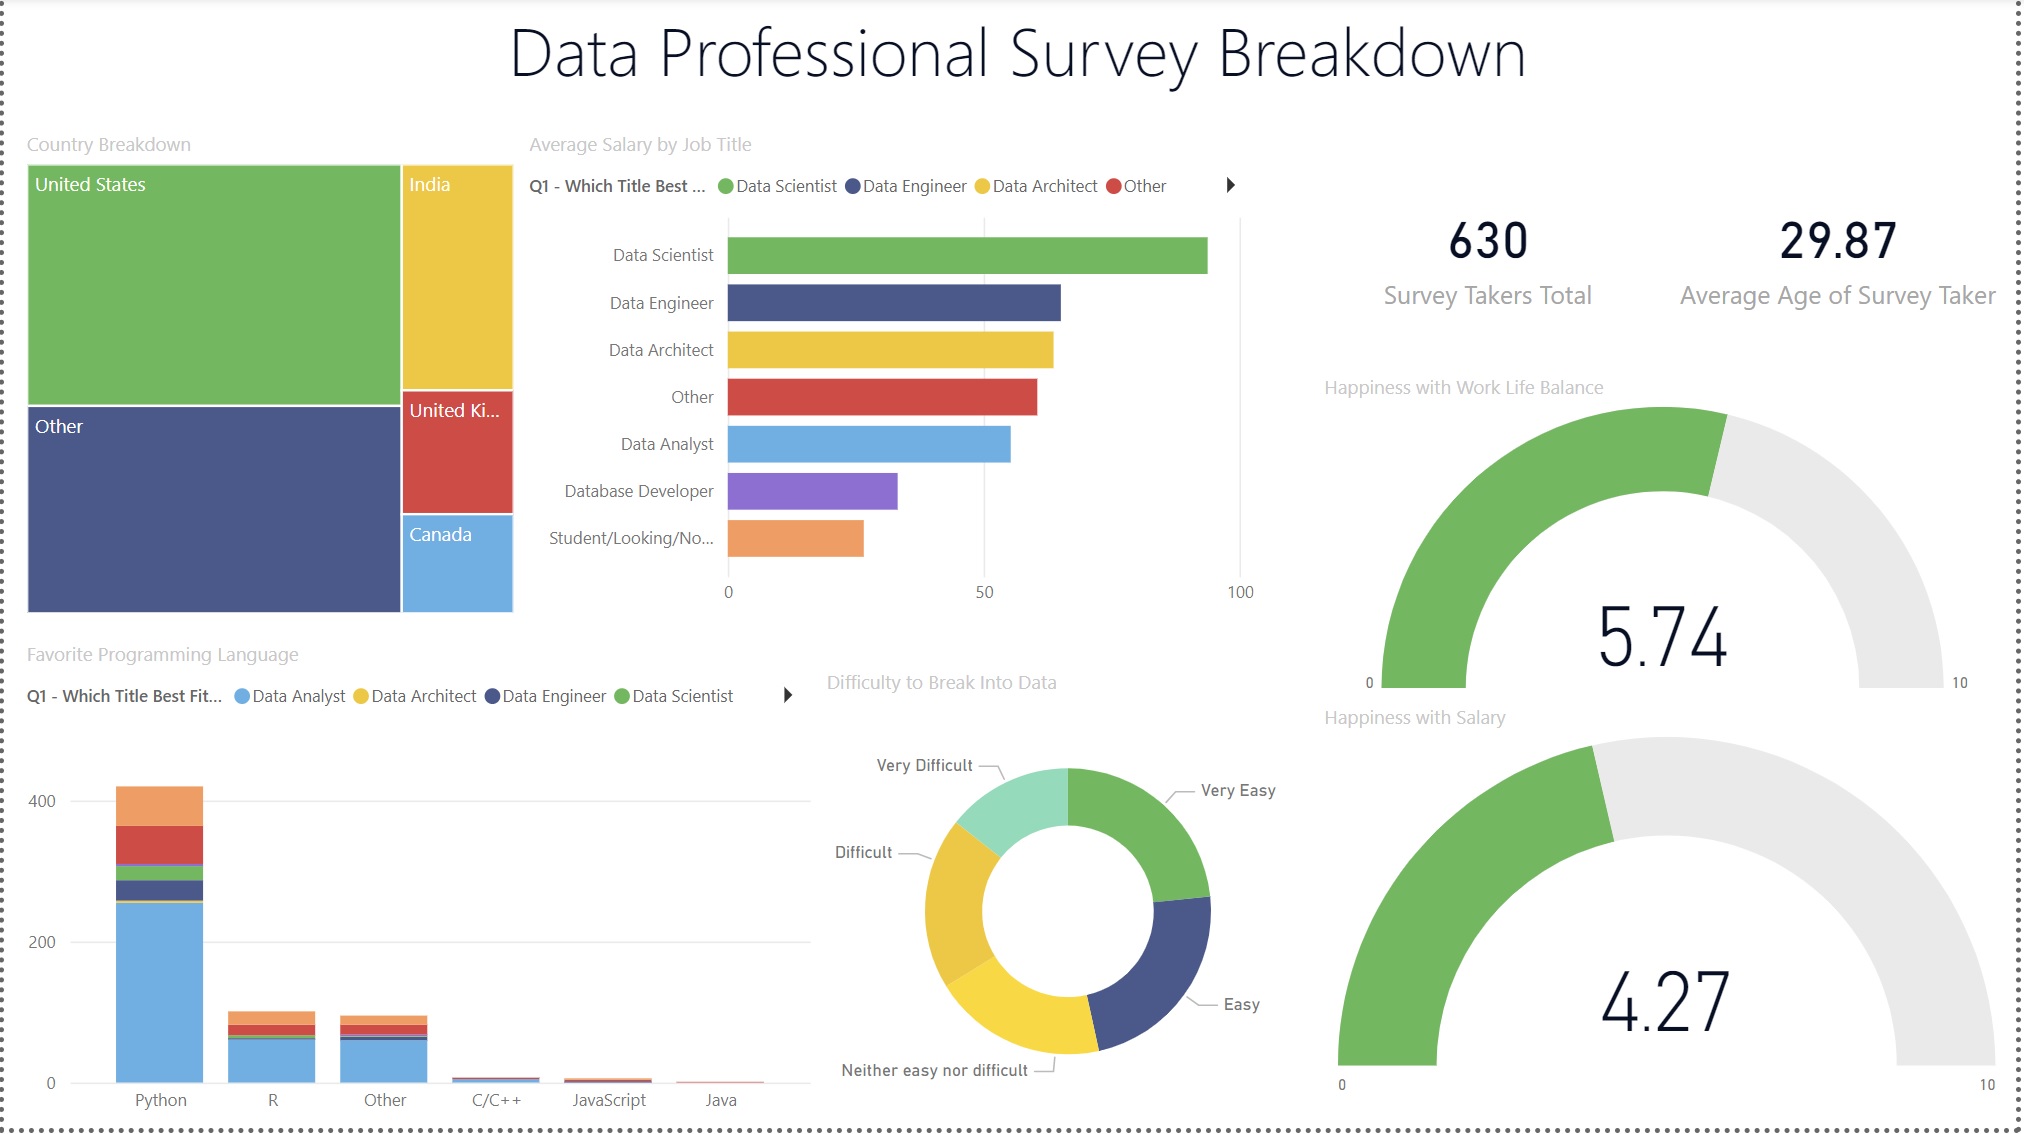 Data Professional Survey Breakdown
Country Breakdown
United States
India
Other
United Ki...
Canada
Average Salary by Job Title
Q1 - Which Title Best ... Data Scientist Data Engineer Data Architect Other
Data Scientist
Data Engineer
Data Architect
Other
Data Analyst
Database Developer
Student/Looking/No...
0 50 100
630
Survey Takers Total
29.87
Average Age of Survey Taker
Happiness with Work Life Balance
5.74
0 10
Happiness with Salary
4.27
0 10
Favorite Programming Language
Q1 - Which Title Best Fit... Data Analyst Data Architect Data Engineer Data Scientist
400
200
0
Python R Other C/C++ JavaScript Java
Difficulty to Break Into Data
Very Difficult
Very Easy
Difficult
Easy
Neither easy nor difficult